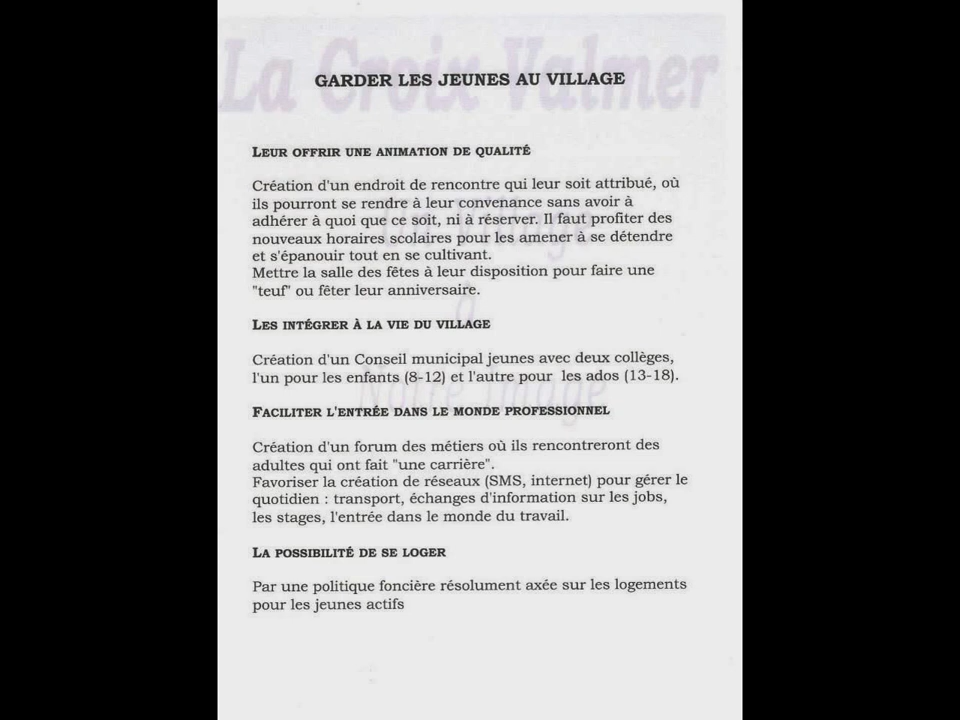 La Croix Valmer
GARDER LES JEUNES AU VILLAGE
LEUR OFFRIR UNE ANIMATION DE QUALITÉ
Création d'un endroit de rencontre qui leur soit attribué, où
ils pourront se rendre à leur convenance sans avoir à
adhérer à quoi que ce soit, ni à réserver. Il faut profiter des
nouveaux horaires scolaires pour les amener à se détendre
et s'épanouir tout en se cultivant.
Mettre la salle des fêtes à leur disposition pour faire une
"teuf" ou fêter leur anniversaire.
LES INTÉGRER À LA VIE DU VILLAGE
Création d'un Conseil municipal jeunes avec deux collèges,
l'un pour les enfants (8-12) et l'autre pour les ados (13-18).
FACILITER L'ENTRÉE DANS LE MONDE PROFESSIONNEL
Création d'un forum des métiers où ils rencontreront des
adultes qui ont fait "une carrière".
Favoriser la création de réseaux (SMS, internet) pour gérer le
quotidien : transport, échanges d'information sur les jobs,
les stages, l'entrée dans le monde du travail.
LA POSSIBILITÉ DE SE LOGER
Par une politique foncière résolument axée sur les logements
pour les jeunes actifs
Un Village
à
Notre Image